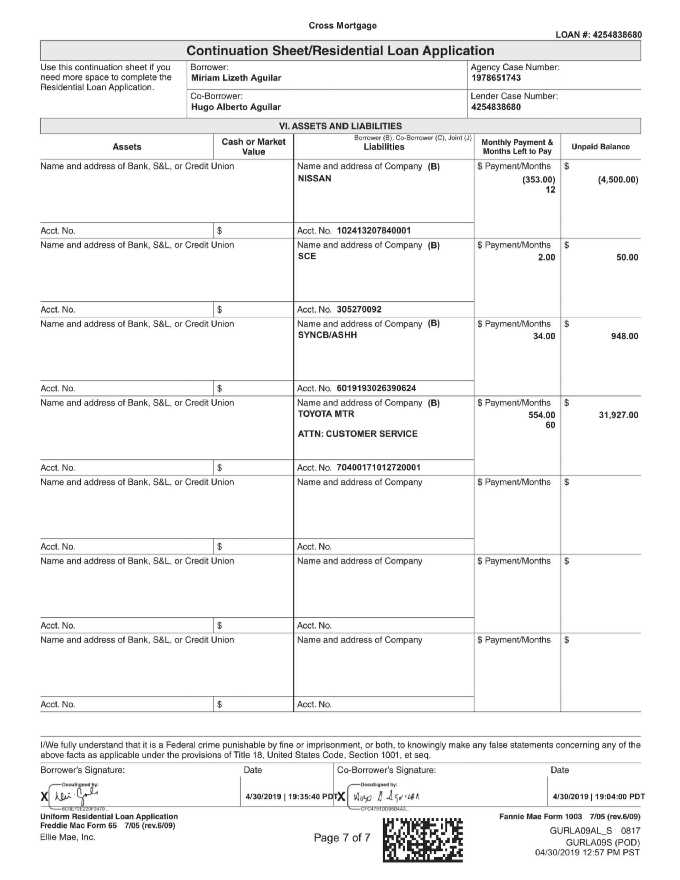 Cross Mortgage
LOAN #: 4254838680
Continuation Sheet/Residential Loan Application
Use this continuation sheet if you need more space to complete the Residential Loan Application.
Borrower:
Miriam Lizeth Aguilar
Agency Case Number:
1978651743
Co-Borrower:
Hugo Alberto Aguilar
Lender Case Number:
4254838680
VI. ASSETS AND LIABILITIES
Assets
Cash or Market Value
Borrower (B), Co-Borrower (C), Joint (J)
Liabilities
Monthly Payment & Months Left to Pay
Unpaid Balance
Name and address of Bank, S&L, or Credit Union
Name and address of Company (B)
$ Payment/Months
$
NISSAN
(353.00)
(4,500.00)
12
Acct. No.
$
Acct. No. 102413207840001
Name and address of Bank, S&L, or Credit Union
Name and address of Company (B)
$ Payment/Months
$
SCE
2.00
50.00
Acct. No.
$
Acct. No. 305270092
Name and address of Bank, S&L, or Credit Union
Name and address of Company (B)
$ Payment/Months
$
SYNCB/ASHH
34.00
948.00
Acct. No.
$
Acct. No. 6019193026390624
Name and address of Bank, S&L, or Credit Union
Name and address of Company (B)
$ Payment/Months
$
TOYOTA MTR
554.00
31,927.00
60
ATTN: CUSTOMER SERVICE
Acct. No.
$
Acct. No. 70400171012720001
Name and address of Bank, S&L, or Credit Union
Name and address of Company
$ Payment/Months
$
Acct. No.
$
Acct. No.
Name and address of Bank, S&L, or Credit Union
Name and address of Company
$ Payment/Months
$
Acct. No.
$
Acct. No.
Name and address of Bank, S&L, or Credit Union
Name and address of Company
$ Payment/Months
$
Acct. No.
$
Acct. No.
I/We fully understand that it is a Federal crime punishable by fine or imprisonment, or both, to knowingly make any false statements concerning any of the
above facts as applicable under the provisions of Title 18, United States Code, Section 1001, et seq.
Borrower's Signature:
Date
Co-Borrower's Signature:
Date
DocuSigned by:
DocuSigned by:
X
4/30/2019 | 19:35:40 PDT
X
4/30/2019 | 19:04:00 PDT
Uniform Residential Loan Application
Freddie Mac Form 65 7/05 (rev.6/09)
Fannie Mae Form 1003 7/05 (rev.6/09)
Ellie Mae, Inc.
Page 7 of 7
GURLA09AL_S 0817
GURLA09S (POD)
04/30/2019 12:57 PM PST